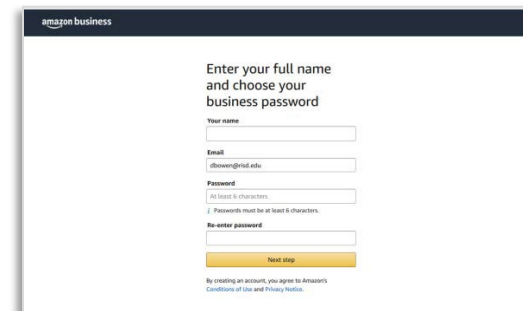 amazon business
Enter your full name
and choose your
business password
Your name
Email
dbowen@risd.edu
Password
At least 6 characters
i Passwords must be at least 6 characters.
Re-enter password
Next step
By creating an account, you agree to Amazon's
Conditions of Use and Privacy Notice.